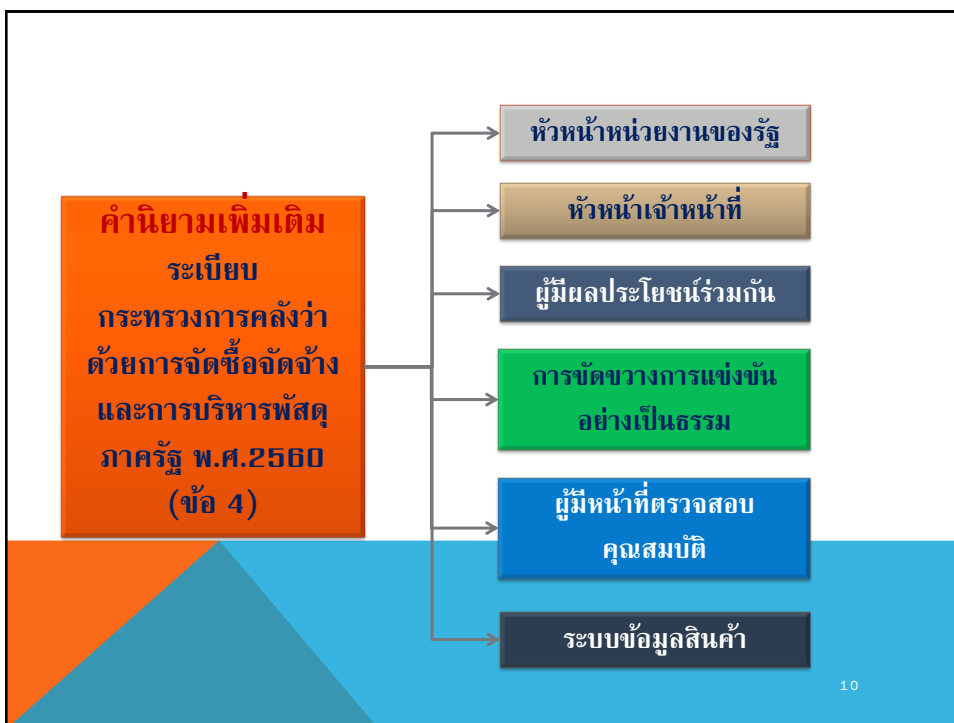 คำนิยามเพิ่มเติม
ระเบียบ
กระทรวงการคลังว่า
ด้วยการจัดซื้อจัดจ้าง
และการบริหารพัสดุ
ภาครัฐ พ.ศ.2560
(ข้อ 4)
หัวหน้าหน่วยงานของรัฐ
หัวหน้าเจ้าหน้าที่
ผู้มีผลประโยชน์ร่วมกัน
การขัดขวางการแข่งขัน
อย่างเป็นธรรม
ผู้มีหน้าที่ตรวจสอบ
คุณสมบัติ
ระบบข้อมูลสินค้า
10